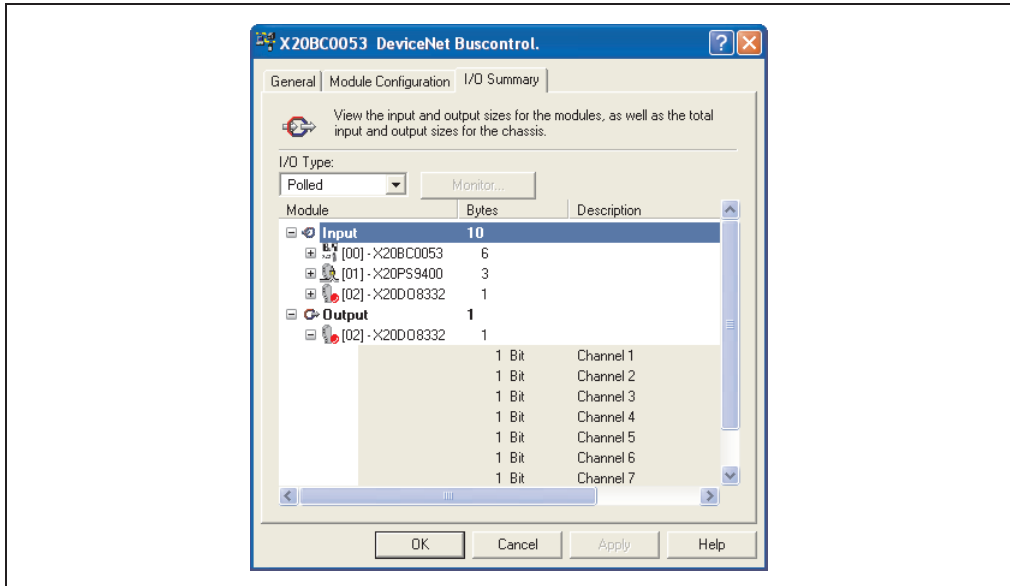 X20BC0053 DeviceNet Buscontrol.
General Module Configuration I/O Summary
View the input and output sizes for the modules, as well as the total
input and output sizes for the chassis.
I/O Type:
Polled Monitor...
Module Bytes Description
Input 10
[00] - X20BC0053 6
[01] - X20PS9400 3
[02] - X20DO8332 1
Output 1
[02] - X20DO8332 1
1 Bit Channel 1
1 Bit Channel 2
1 Bit Channel 3
1 Bit Channel 4
1 Bit Channel 5
1 Bit Channel 6
1 Bit Channel 7
OK Cancel Apply Help